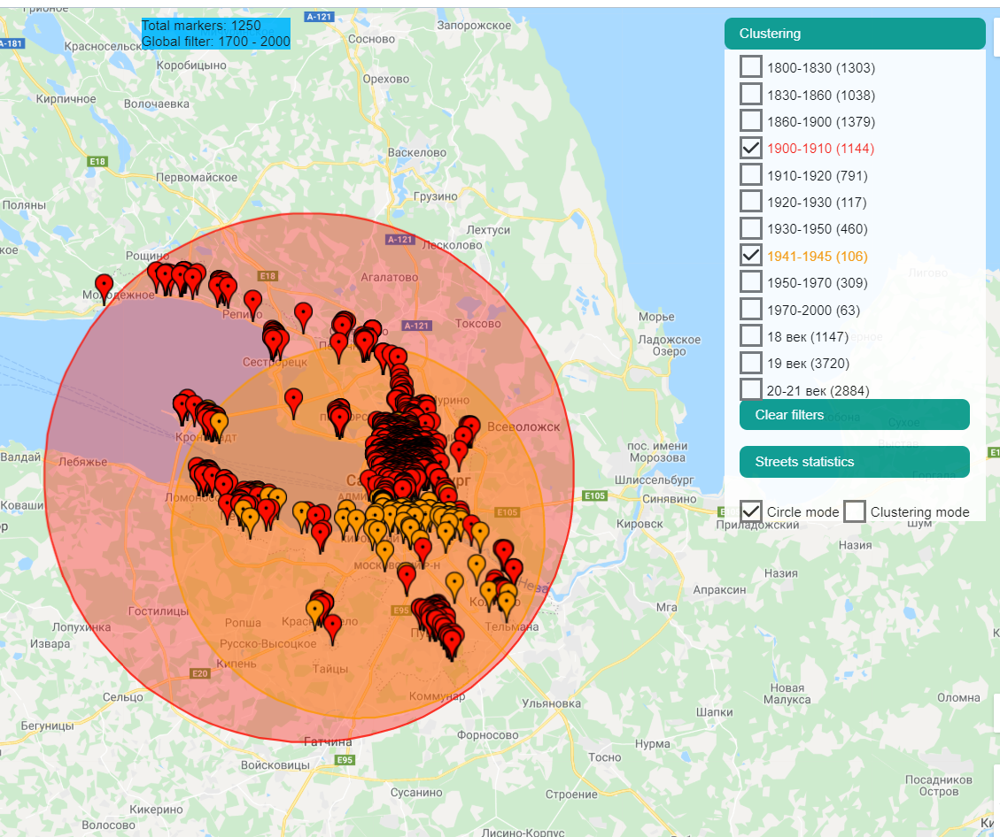 Грионое
A-181
Красносельское
Total markers: 1250
Global filter: 1700 - 2000
A-121
Запорожское
Сосново
Коробицыно
Орехово
Кирпичное
Волочаевка
E18
Васкелово
Первомайское
Грузино
Поляны
Лехтуси
A-121
Лесколово
Рощино
E18
Агалатово
Молодежное
Репино
A-121
Токсово
Морье
Ладожское
Озеро
Сестрорецк
Всеволожск
Валдай
Лебяжье
пос. имени
Морозова
Шлиссельбург
E105
Синявино
Коваши
E105
Кировск
Приладожский
Шум
Назия
Назия
МОСКОВСКИЙ Р-Н
Нева
Апраксин
Мга
Гостилицы
E95
Ропша
Тельмана
Лопухинка
Извара
Русско-Высоцкое
Кипень
Тайцы
E20
Сельцо
Коммунар
Ульяновка
Новая
Малукса
Оломна
Шапки
Бегуницы
Форносово
Гатчина
Нурма
Тосно
E95
Войсковицы
Сусанино
Строение
Посадников
Остров
Кикерино
Волосово
Лисино-Корпус
Clustering
1800-1830 (1303)
1830-1860 (1038)
1860-1900 (1379)
1900-1910 (1144)
1910-1920 (791)
1920-1930 (117)
1930-1950 (460)
1941-1945 (106)
1950-1970 (309)
1970-2000 (63)
18 век (1147)
19 век (3720)
20-21 век (2884)
Clear filters
Streets statistics
Circle mode
Clustering mode
Лигово